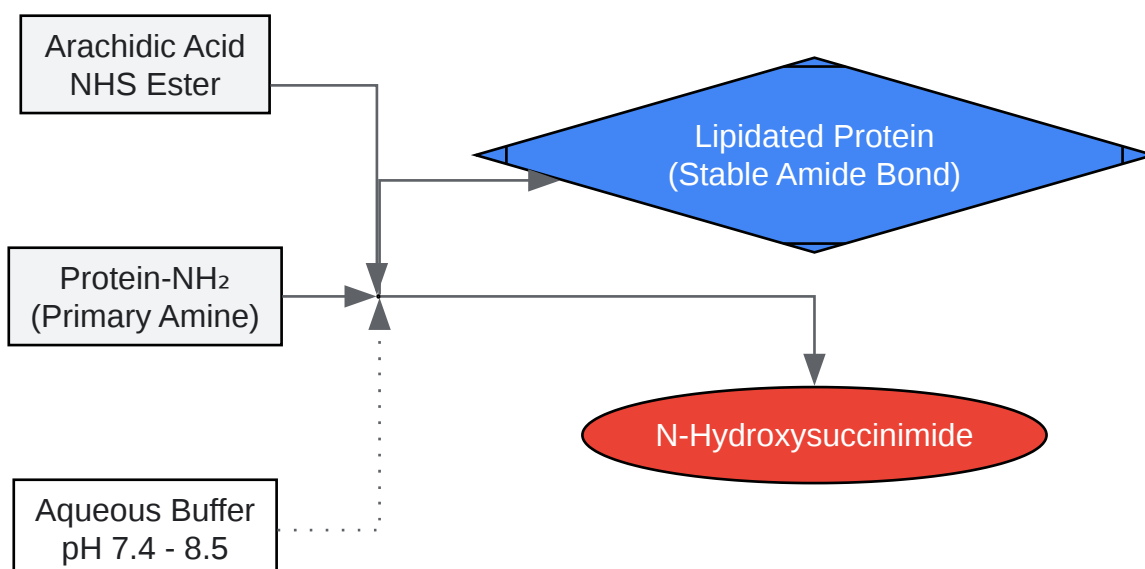 Arachidic Acid
NHS Ester
Lipidated Protein
(Stable Amide Bond)
Protein-NH₂
(Primary Amine)
N-Hydroxysuccinimide
Aqueous Buffer
pH 7.4 - 8.5